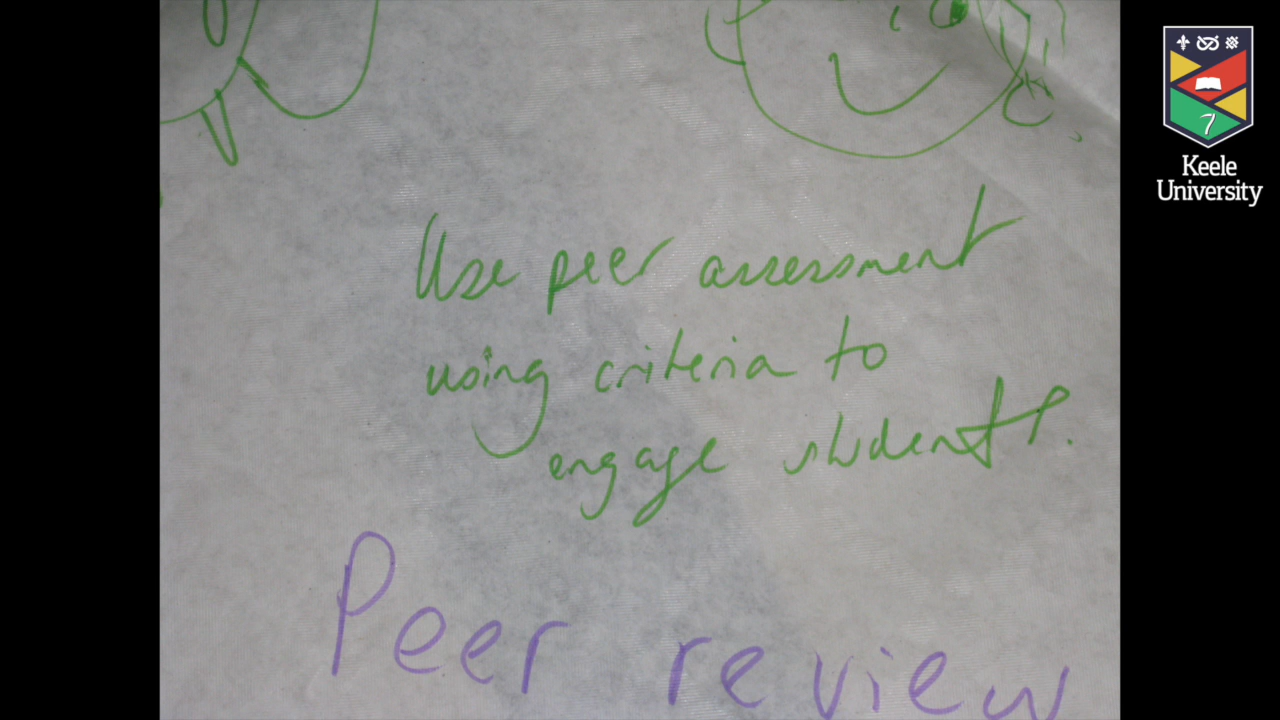 Use peer assessment
using criteria to
engage students.
Peer review
Keele
University